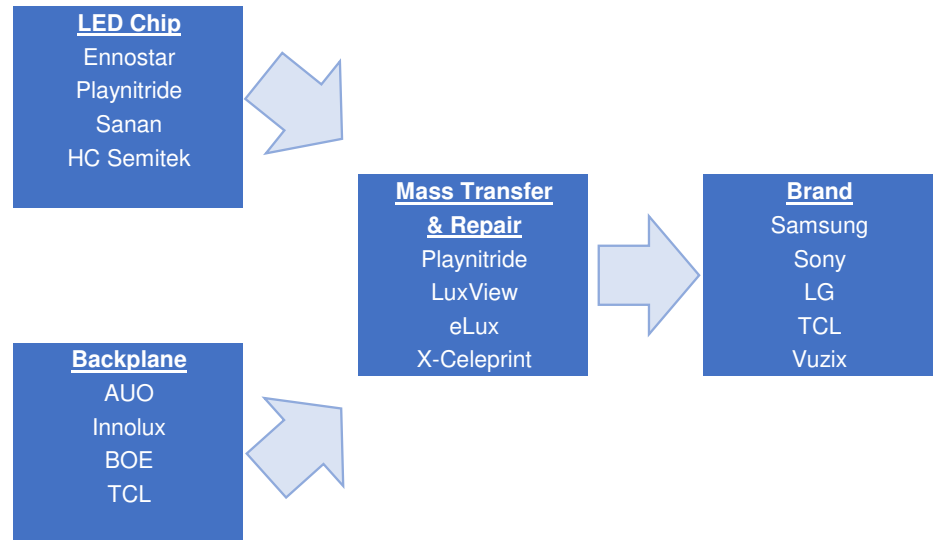 LED Chip
Ennostar
Playnitride
Sanan
HC Semitek
Mass Transfer
& Repair
Playnitride
LuxView
eLux
X-Celeprint
Brand
Samsung
Sony
LG
TCL
Vuzix
Backplane
AUO
Innolux
BOE
TCL